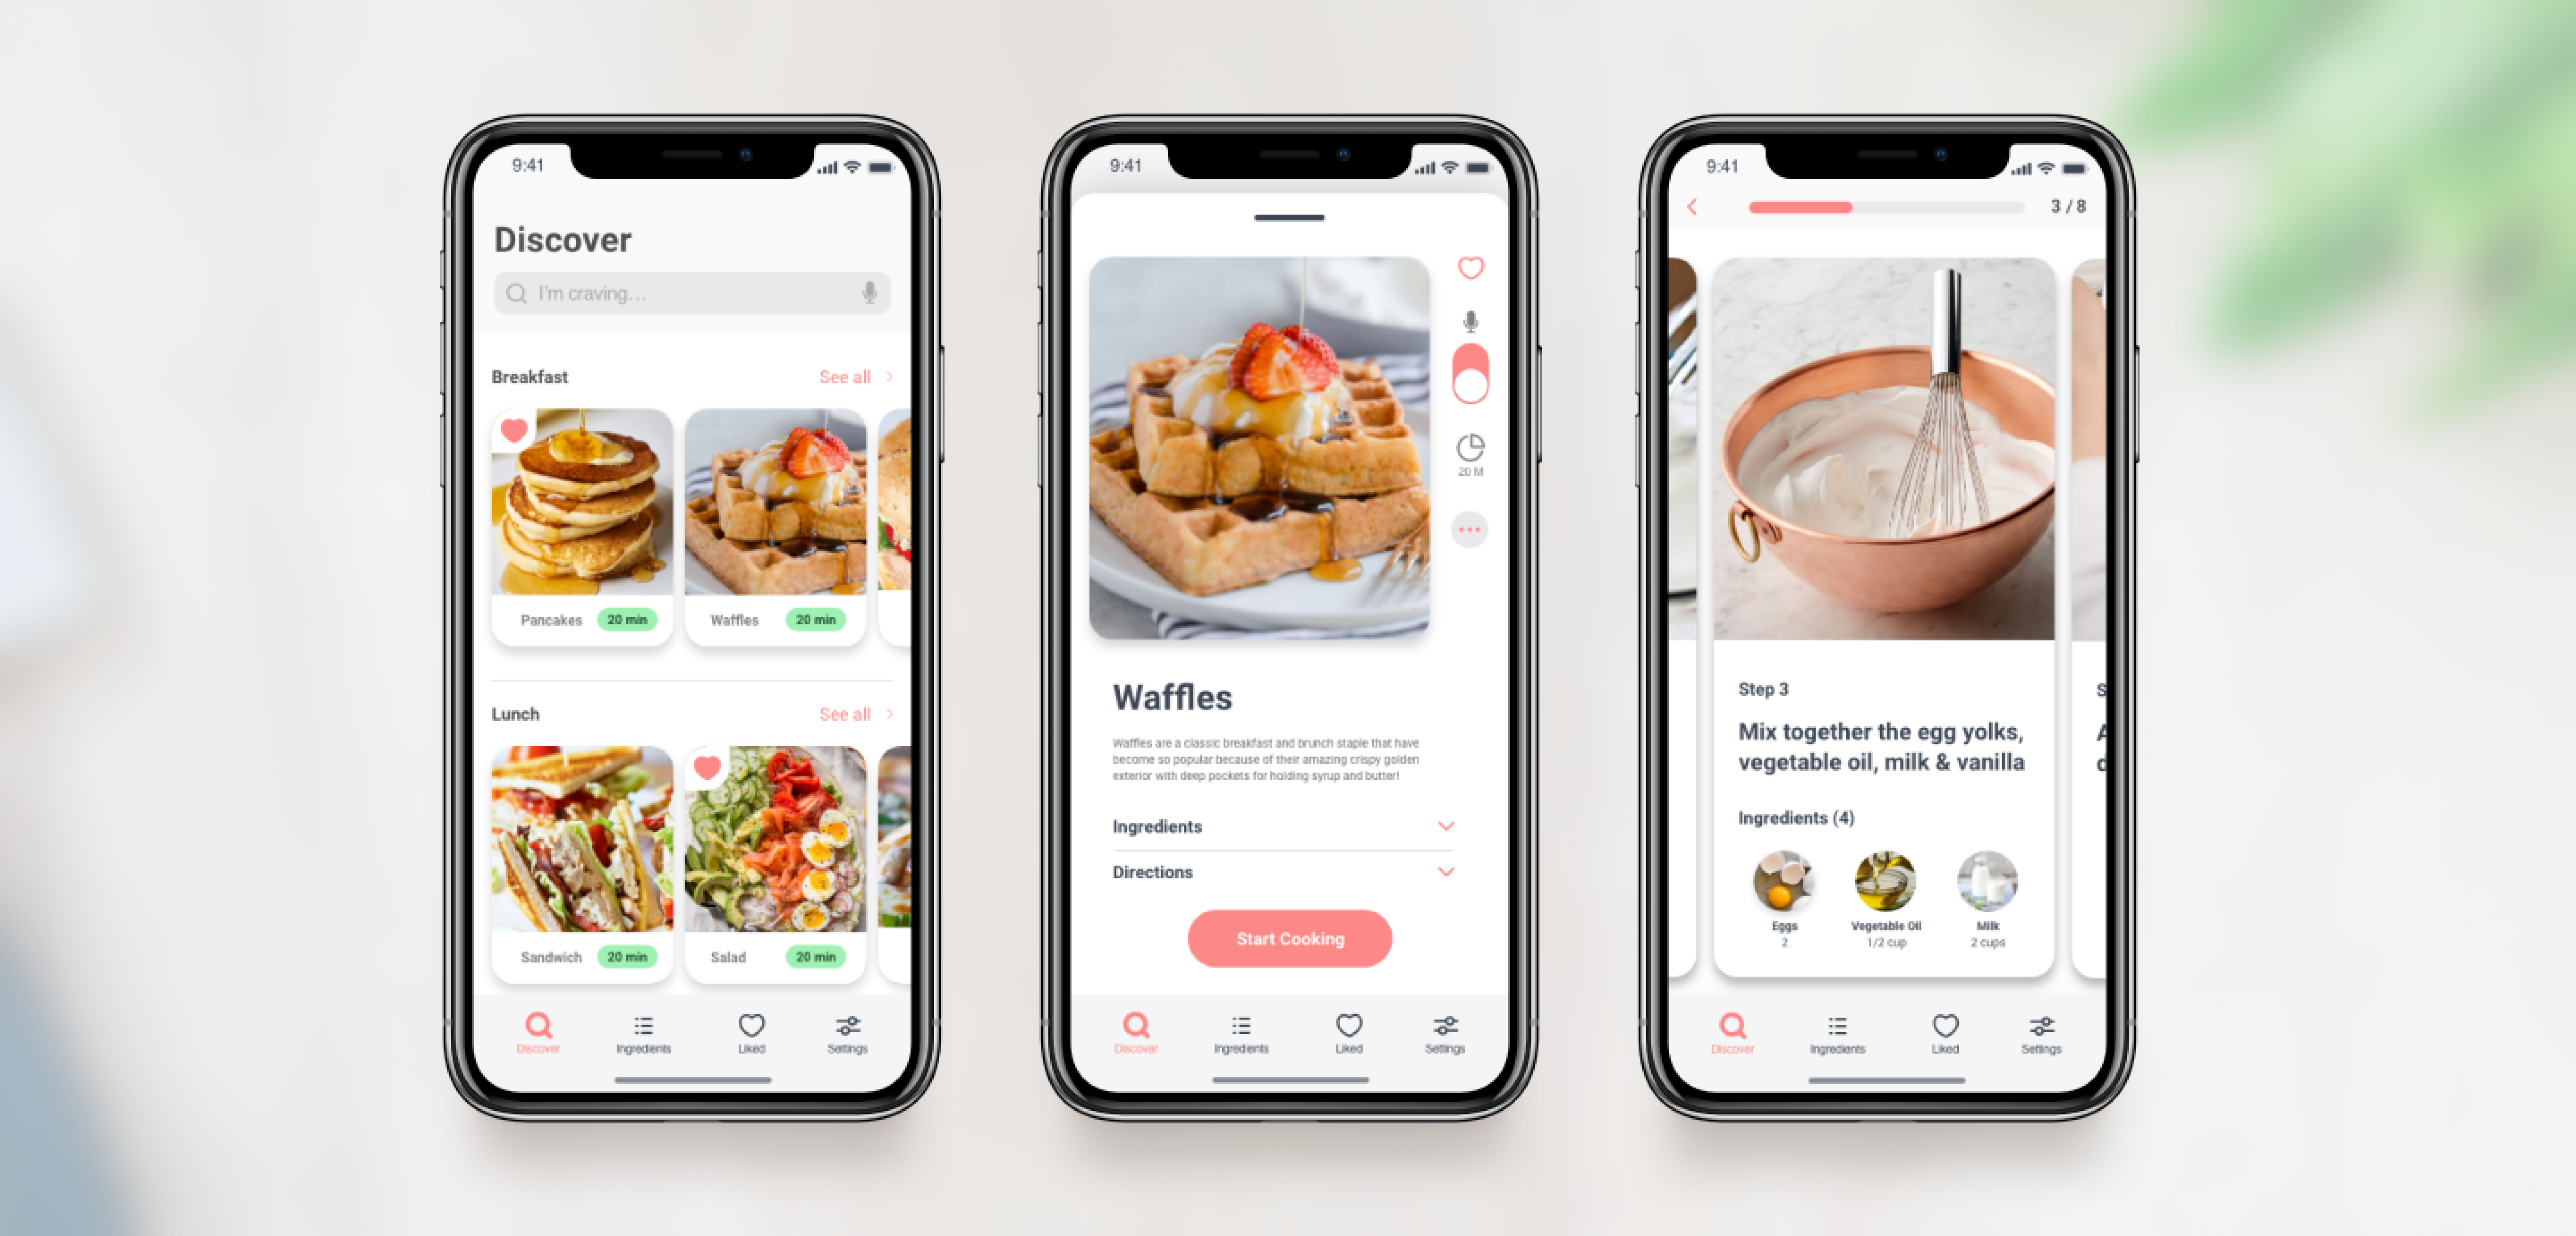 9:41
Discover
I'm craving...
Breakfast
See all
Pancakes
20 min
Waffles
20 min
Lunch
See all
Sandwich
20 min
Salad
20 min
Discover
Ingredients
Liked
Settings
9:41
20 M
Waffles
Waffles are a classic breakfast and brunch staple that have
become so popular because of their amazing crispy golden
exterior with deep pockets for holding syrup and butter!
Ingredients
Directions
Start Cooking
Discover
Ingredients
Liked
Settings
9:41
3 / 8
Step 3
Mix together the egg yolks,
vegetable oil, milk & vanilla
Ingredients (4)
Eggs
2
Vegetable Oil
1/2 cup
Milk
2 cups
S
A
d
Discover
Ingredients
Liked
Settings